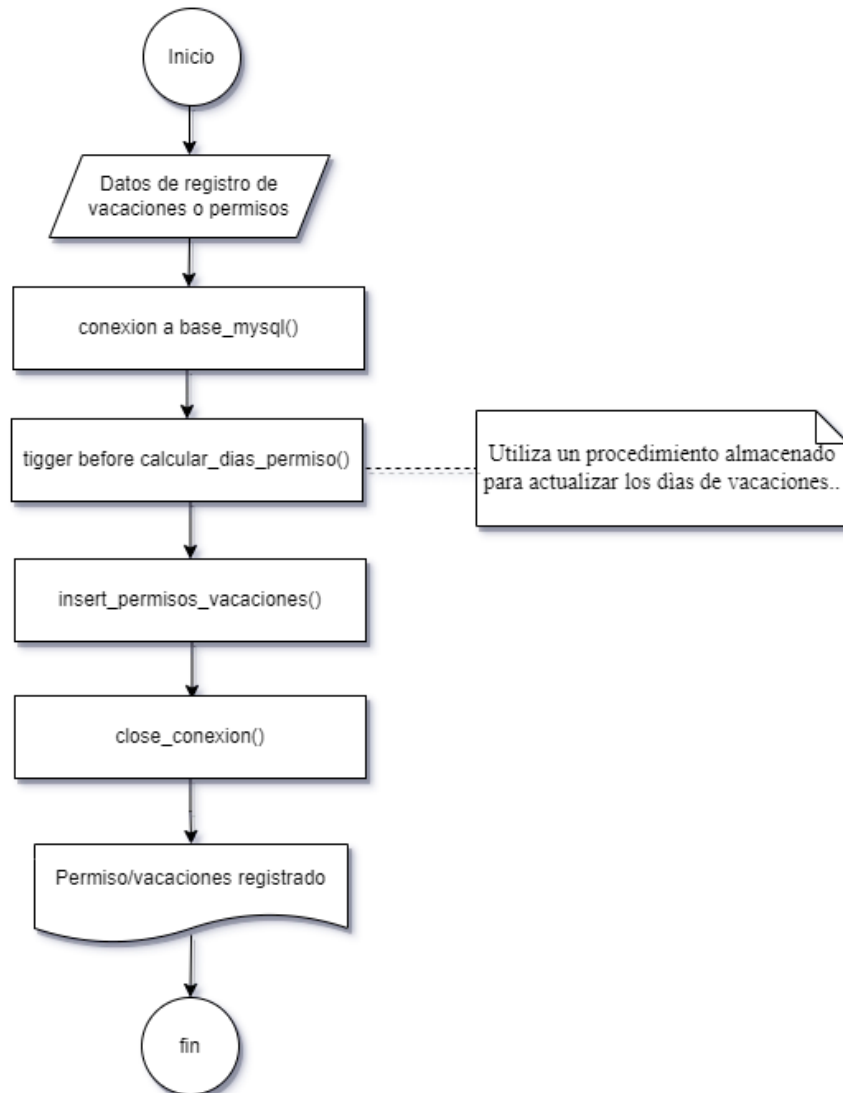 Inicio
Datos de registro de
vacaciones o permisos
conexion a base_mysql()
tigger before calcular_dias_permiso()
Utiliza un procedimiento almacenado
para actualizar los dìas de vacaciones..
insert_permisos_vacaciones()
close_conexion()
Permiso/vacaciones registrado
fin